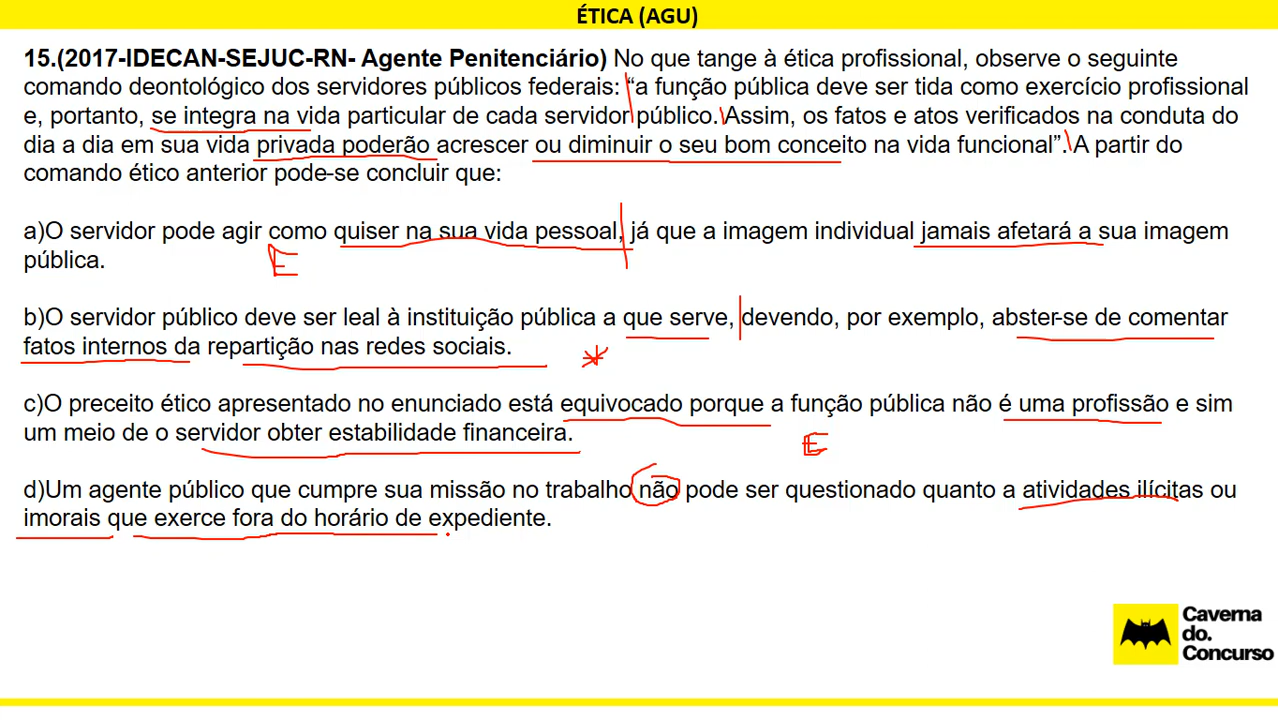 ÉTICA (AGU)
15.(2017-IDECAN-SEJUC-RN- Agente Penitenciário) No que tange à ética profissional, observe o seguinte
comando deontológico dos servidores públicos federais: “a função pública deve ser tida como exercício profissional
e, portanto, se integra na vida particular de cada servidor público. Assim, os fatos e atos verificados na conduta do
dia a dia em sua vida privada poderão acrescer ou diminuir o seu bom conceito na vida funcional”. A partir do
comando ético anterior pode-se concluir que:
a)O servidor pode agir como quiser na sua vida pessoal, já que a imagem individual jamais afetará a sua imagem
pública.
E
b)O servidor público deve ser leal à instituição pública a que serve, devendo, por exemplo, abster-se de comentar
fatos internos da repartição nas redes sociais.
c)O preceito ético apresentado no enunciado está equivocado porque a função pública não é uma profissão e sim
um meio de o servidor obter estabilidade financeira.
E
d)Um agente público que cumpre sua missão no trabalho não pode ser questionado quanto a atividades ilícitas ou
imorais que exerce fora do horário de expediente.
Caverna
do.
Concurso